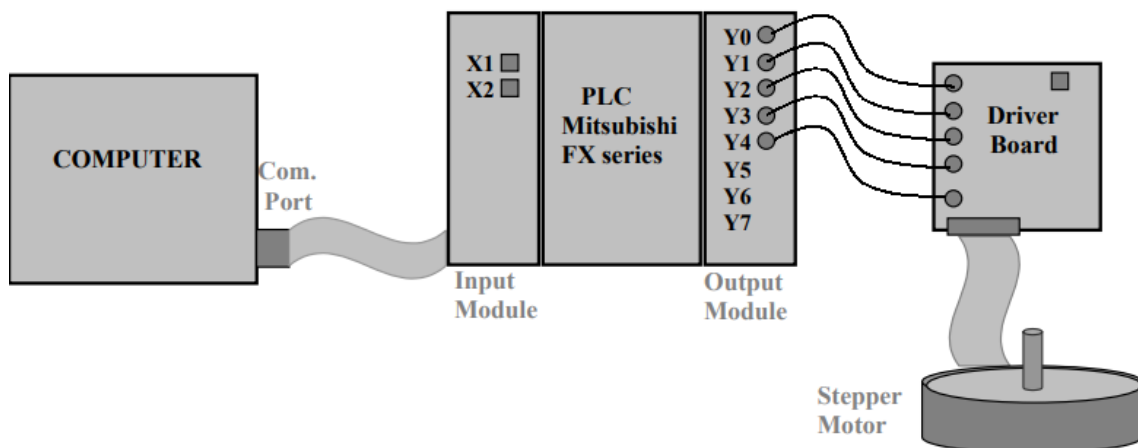 COMPUTER
Com.
Port
X1
X2
Input
Module
PLC
Mitsubishi
FX series
Y0
Y1
Y2
Y3
Y4
Y5
Y6
Y7
Output
Module
Driver
Board
Stepper
Motor